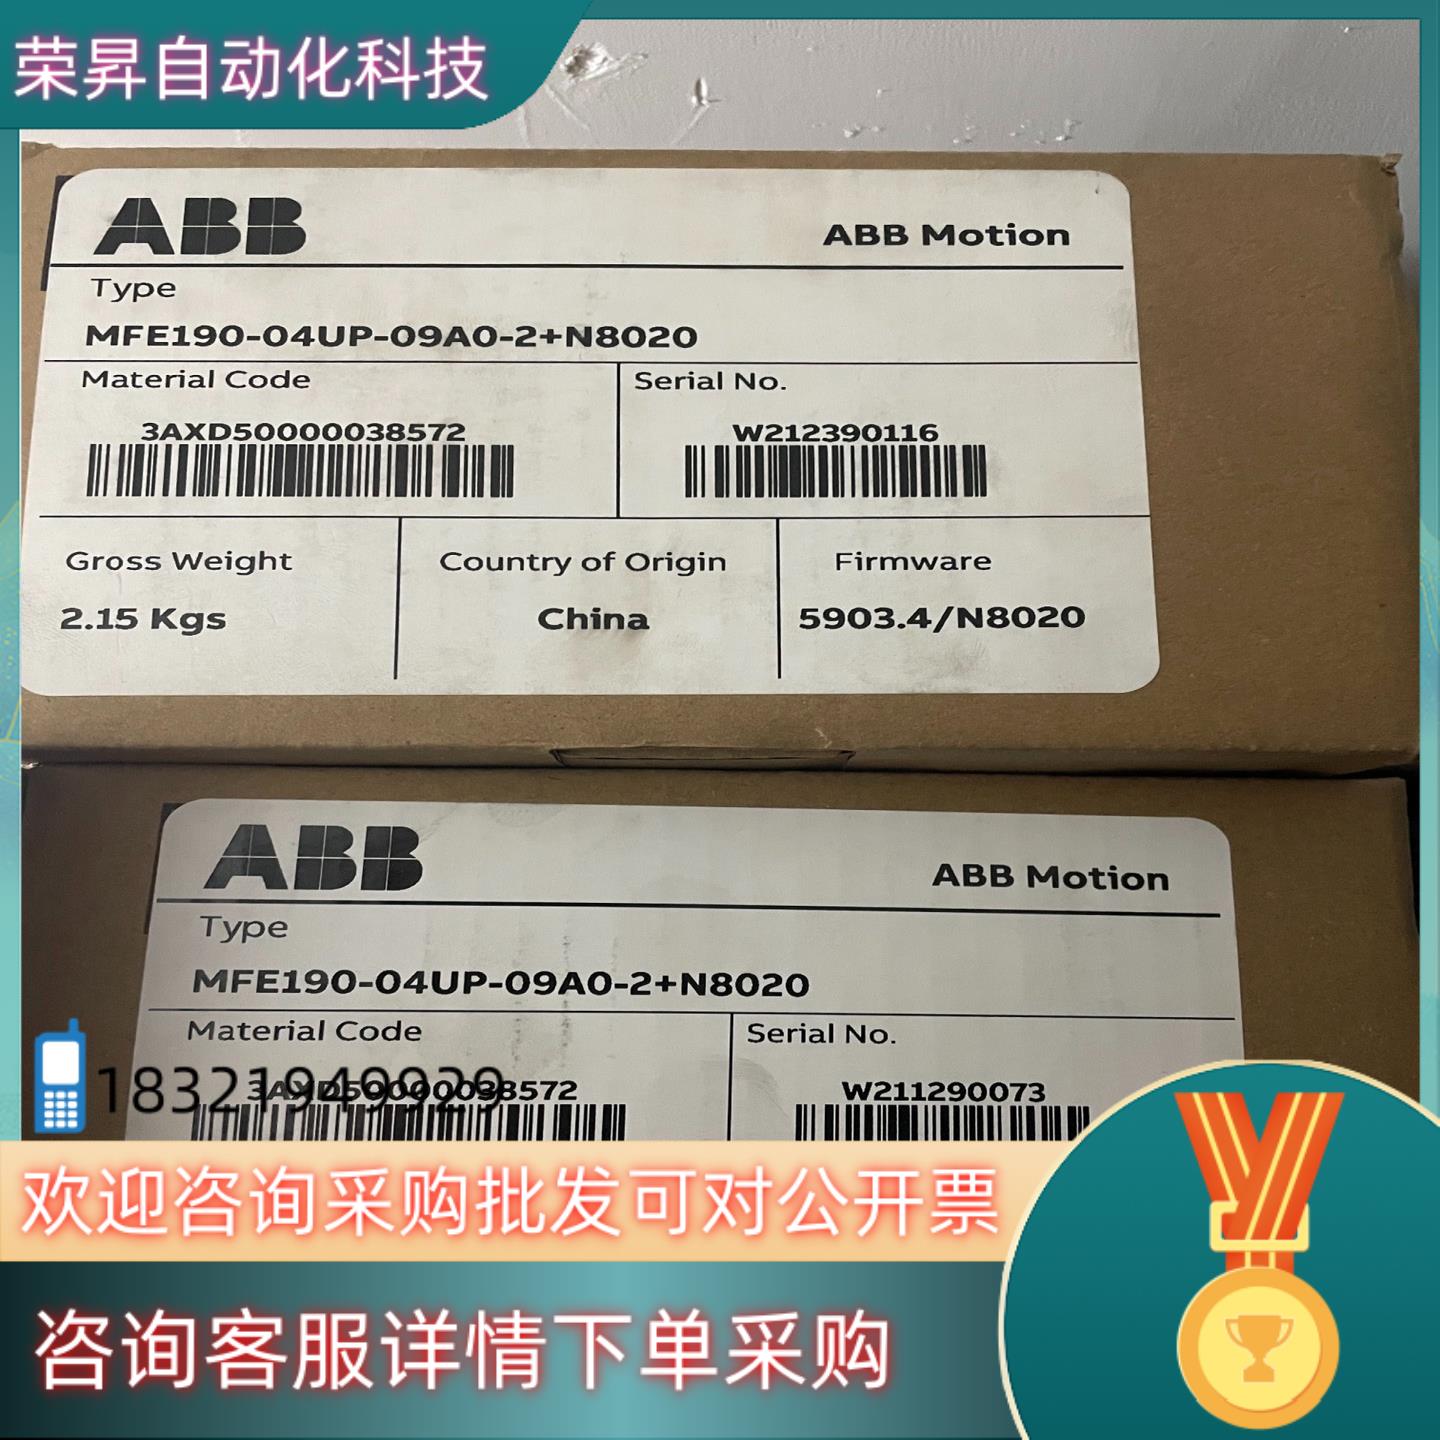 荣昇自动化科技
ABB
ABB Motion
Type
MFE190-04UP-09A0-2+N8020
Material Code
Serial No.
3AXD50000038572
W212390116
Gross Weight
Country of Origin
Firmware
2.15 Kgs
China
5903.4/N8020
ABB
ABB Motion
Type
MFE190-04UP-09A0-2+N8020
Material Code
Serial No.
3AXD50000038572
W211290073
18321949929
欢迎咨询采购批发可对公开票
咨询客服详情下单采购